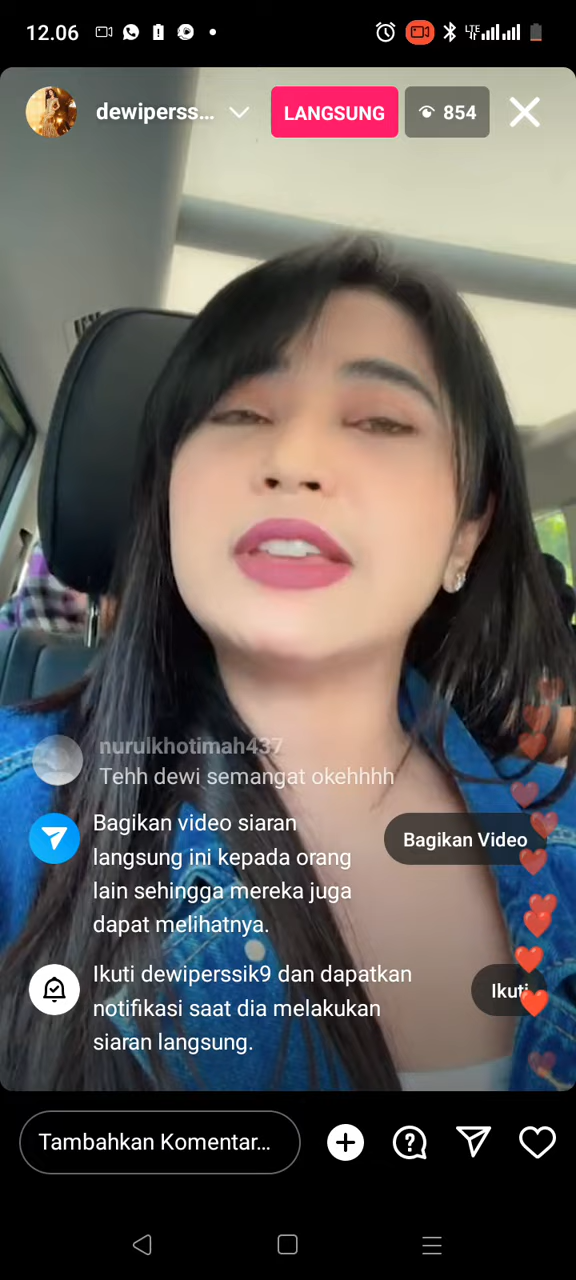 12.06
LTE
dewiperss...
LANGSUNG
854
nurulkhotimah437
Tehh dewi semangat okehhhh
Bagikan video siaran
langsung ini kepada orang
lain sehingga mereka juga
dapat melihatnya.
Bagikan Video
Ikuti dewiperssik9 dan dapatkan
notifikasi saat dia melakukan
siaran langsung.
Ikuti
Tambahkan Komentar...